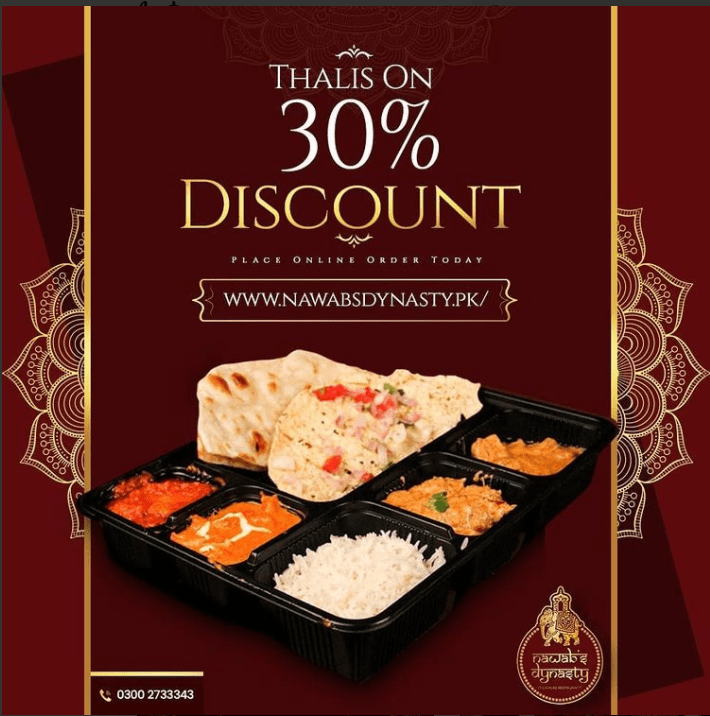 THALIS ON
30%
DISCOUNT
PLACE ONLINE ORDER TODAY
WWW.NAWABSDYNASTY.PK/
0300 2733343
nawab's
dynasty